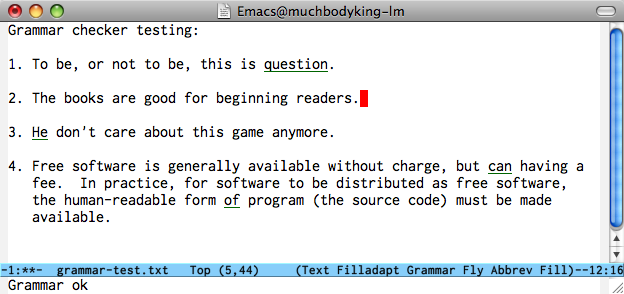 Emacs@muchbodyking-lm
Grammar checker testing:
1. To be, or not to be, this is question.
2. The books are good for beginning readers.
3. He don't care about this game anymore.
4. Free software is generally available without charge, but can having a
fee.  In practice, for software to be distributed as free software,
the human-readable form of program (the source code) must be made
available.
-1:**-  grammar-test.txt   Top (5,44)     (Text Filladapt Grammar Fly Abbrev Fill)--12:16
Grammar ok